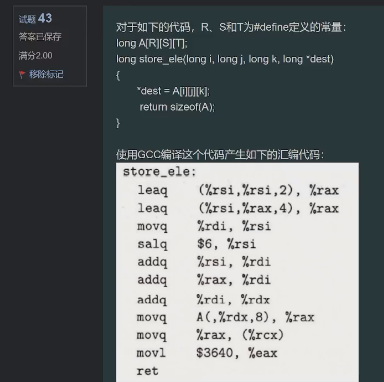 试题 43
答案已保存
满分2.00
移除标记
对于如下的代码，R、S和T为#define定义的常量：
long A[R][S][T];
long store_ele(long i, long j, long k, long *dest)
{
*dest = A[i][j][k];
return sizeof(A);
}
使用GCC编译这个代码产生如下的汇编代码：
store_ele:
leaq (%rsi,%rsi,2), %rax
leaq (%rsi,%rax,4), %rax
movq %rdi, %rsi
salq $6, %rsi
addq %rsi, %rdi
addq %rax, %rdi
addq %rdi, %rdx
movq A(,%rdx,8), %rax
movq %rax, (%rcx)
movl $3640, %eax
ret